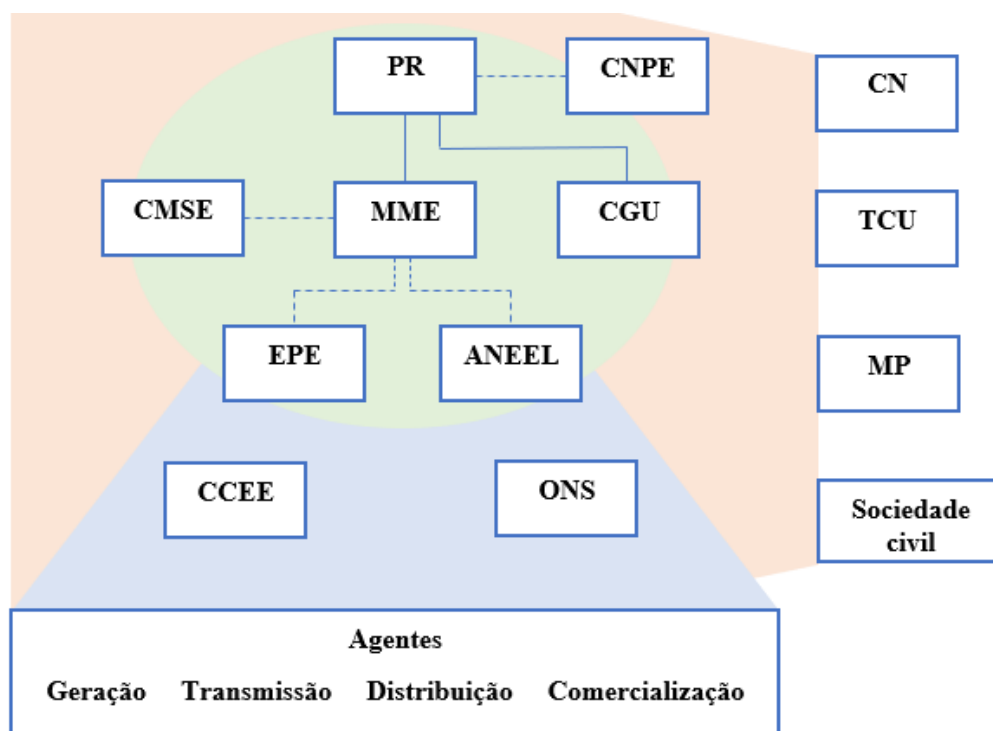 PR
CNPE
CN
CMSE
MME
CGU
TCU
EPE
ANEEL
MP
CCEE
ONS
Sociedade
civil
Agentes
Geração Transmissão Distribuição Comercialização